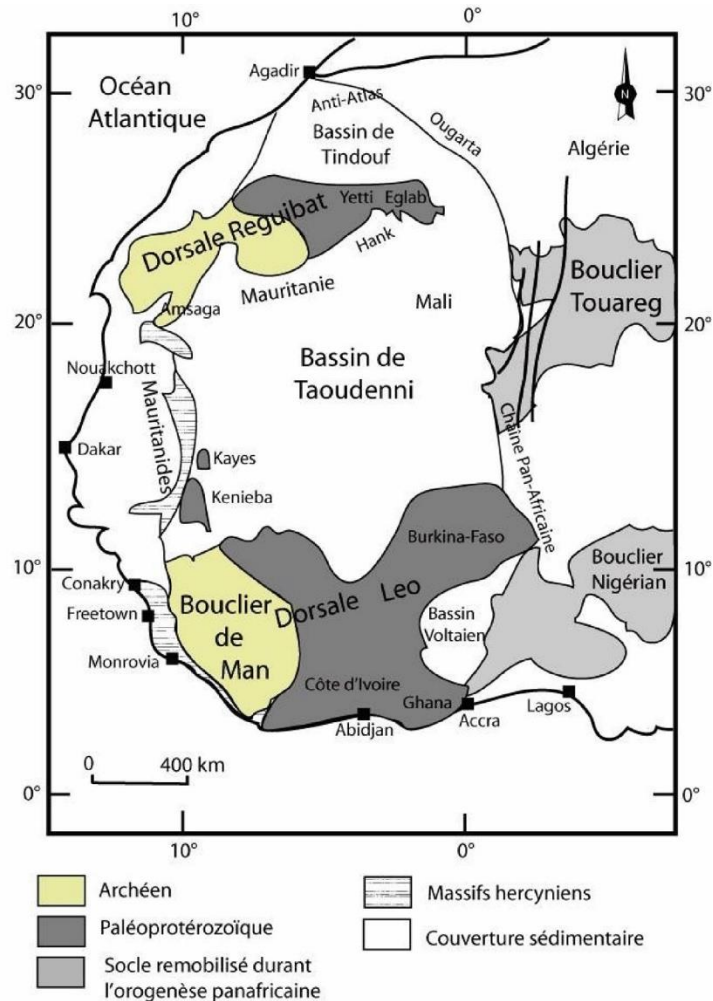 10°
0°
Agadir
Océan
Atlantique
30°
30°
N
Anti-Atlas
Bassin de
Tindouf
Ougarta
Algérie
Yetti Eglab
Dorsale Reguibat
Hank
Mauritanie
Amsaga
Mali
Bouclier
Touareg
20°
20°
Nouakchott
Bassin de
Taoudenni
Mauritanides
Dakar
Kayes
Kenieba
Chaine Pan-Africaine
Burkina-Faso
10°
10°
Bouclier
Nigérian
Conakry
Bouclier
de
Man
Dorsale Leo
Bassin
Voltaien
Freetown
Monrovia
Côte d'Ivoire
Ghana
Abidjan
Accra
Lagos
0 400 km
0°
0°
10°
0°
Archéen
Massifs hercyniens
Paléoprotérozoïque
Couverture sédimentaire
Socle remobilisé durant
l'orogenèse panafricaine